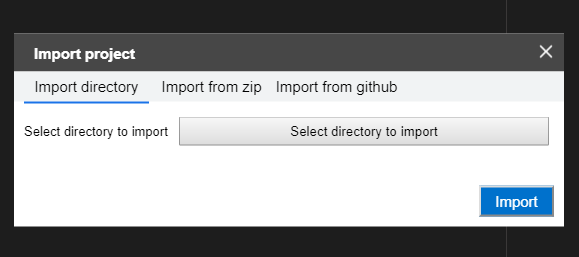 Import project
Import directory Import from zip Import from github
Select directory to import Select directory to import
Import